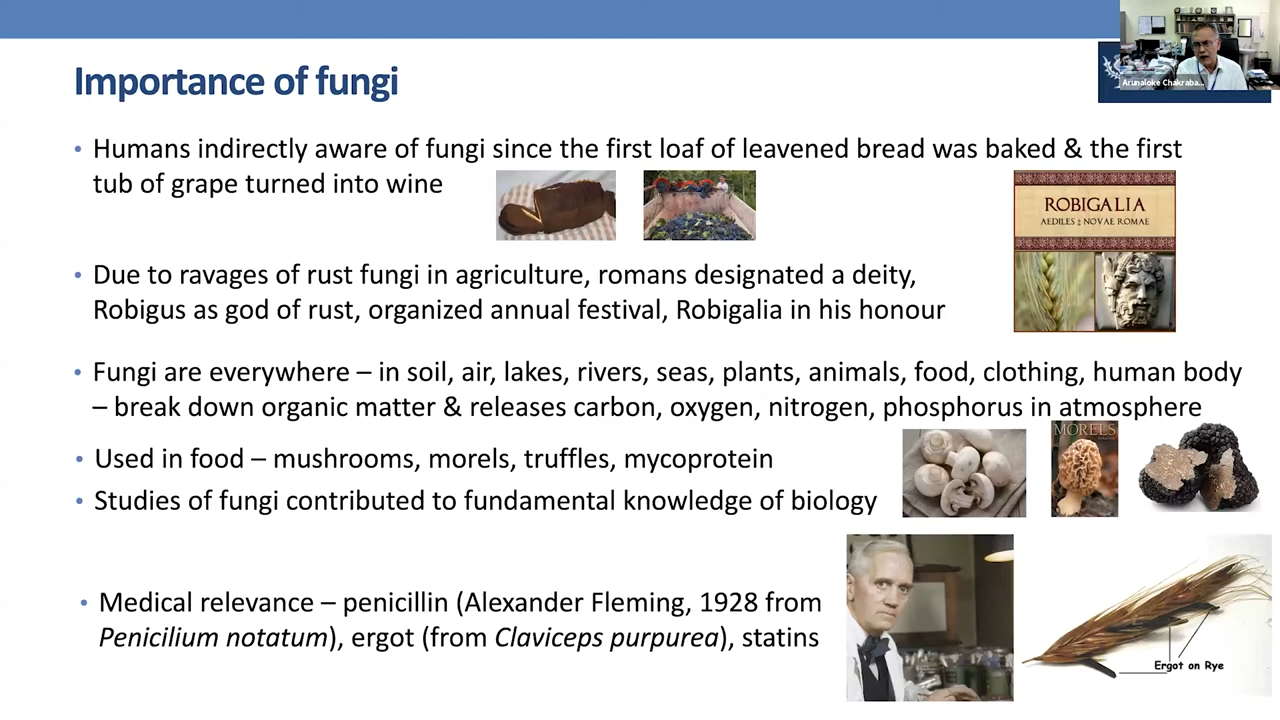 Arunaloke Chakraba...
Importance of fungi
• Humans indirectly aware of fungi since the first loaf of leavened bread was baked & the first
tub of grape turned into wine
ROBIGALIA
AEDILES ‡ NOVAE ROMAE
• Due to ravages of rust fungi in agriculture, romans designated a deity,
Robigus as god of rust, organized annual festival, Robigalia in his honour
• Fungi are everywhere – in soil, air, lakes, rivers, seas, plants, animals, food, clothing, human body
– break down organic matter & releases carbon, oxygen, nitrogen, phosphorus in atmosphere
MORELS
• Used in food – mushrooms, morels, truffles, mycoprotein
• Studies of fungi contributed to fundamental knowledge of biology
• Medical relevance – penicillin (Alexander Fleming, 1928 from
Penicilium notatum), ergot (from Claviceps purpurea), statins
Ergot on Rye